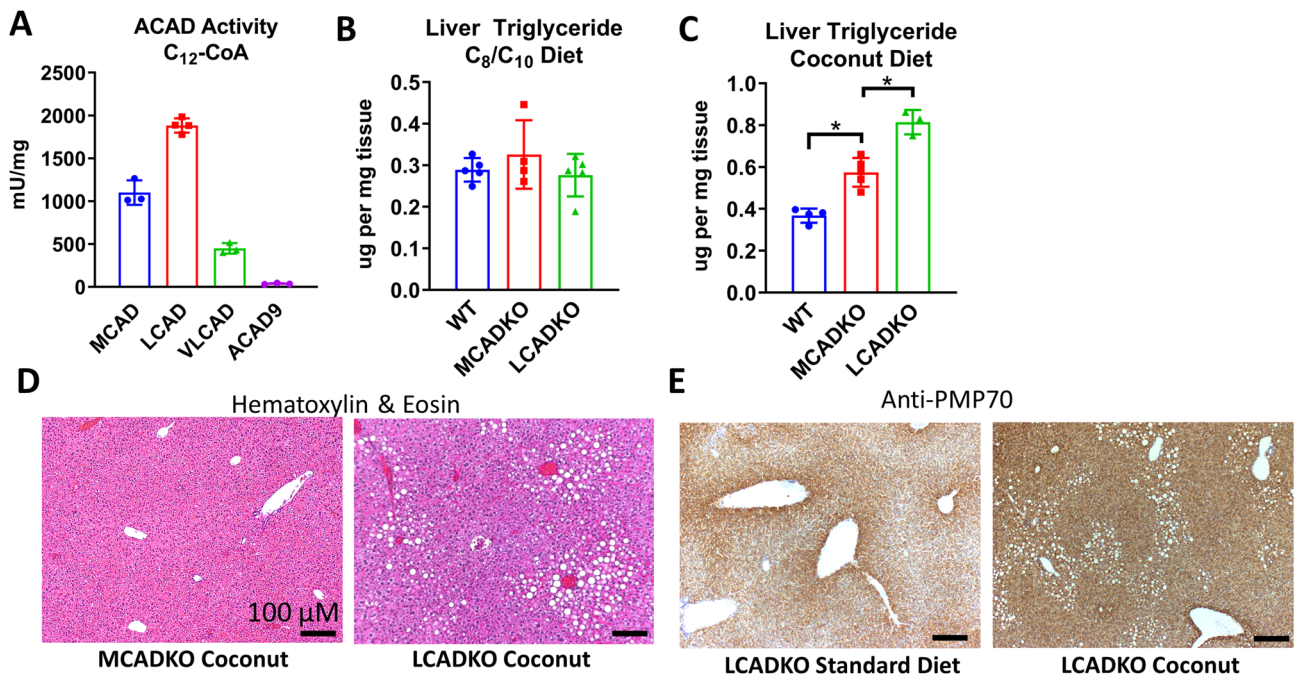 A
ACAD Activity
C12-CoA
2500
2000
1500
1000
500
0
mU/mg
MCAD
LCAD
VLCAD
ACAD9
B
Liver Triglyceride
C8/C10 Diet
0.5
0.4
0.3
0.2
0.1
0.0
ug per mg tissue
WT
MCADKO
LCADKO
C
Liver Triglyceride
Coconut Diet
1.0
0.8
0.6
0.4
0.2
0.0
ug per mg tissue
*
*
WT
MCADKO
LCADKO
D
Hematoxylin & Eosin
100 µM
MCADKO Coconut
LCADKO Coconut
E
Anti-PMP70
LCADKO Standard Diet
LCADKO Coconut